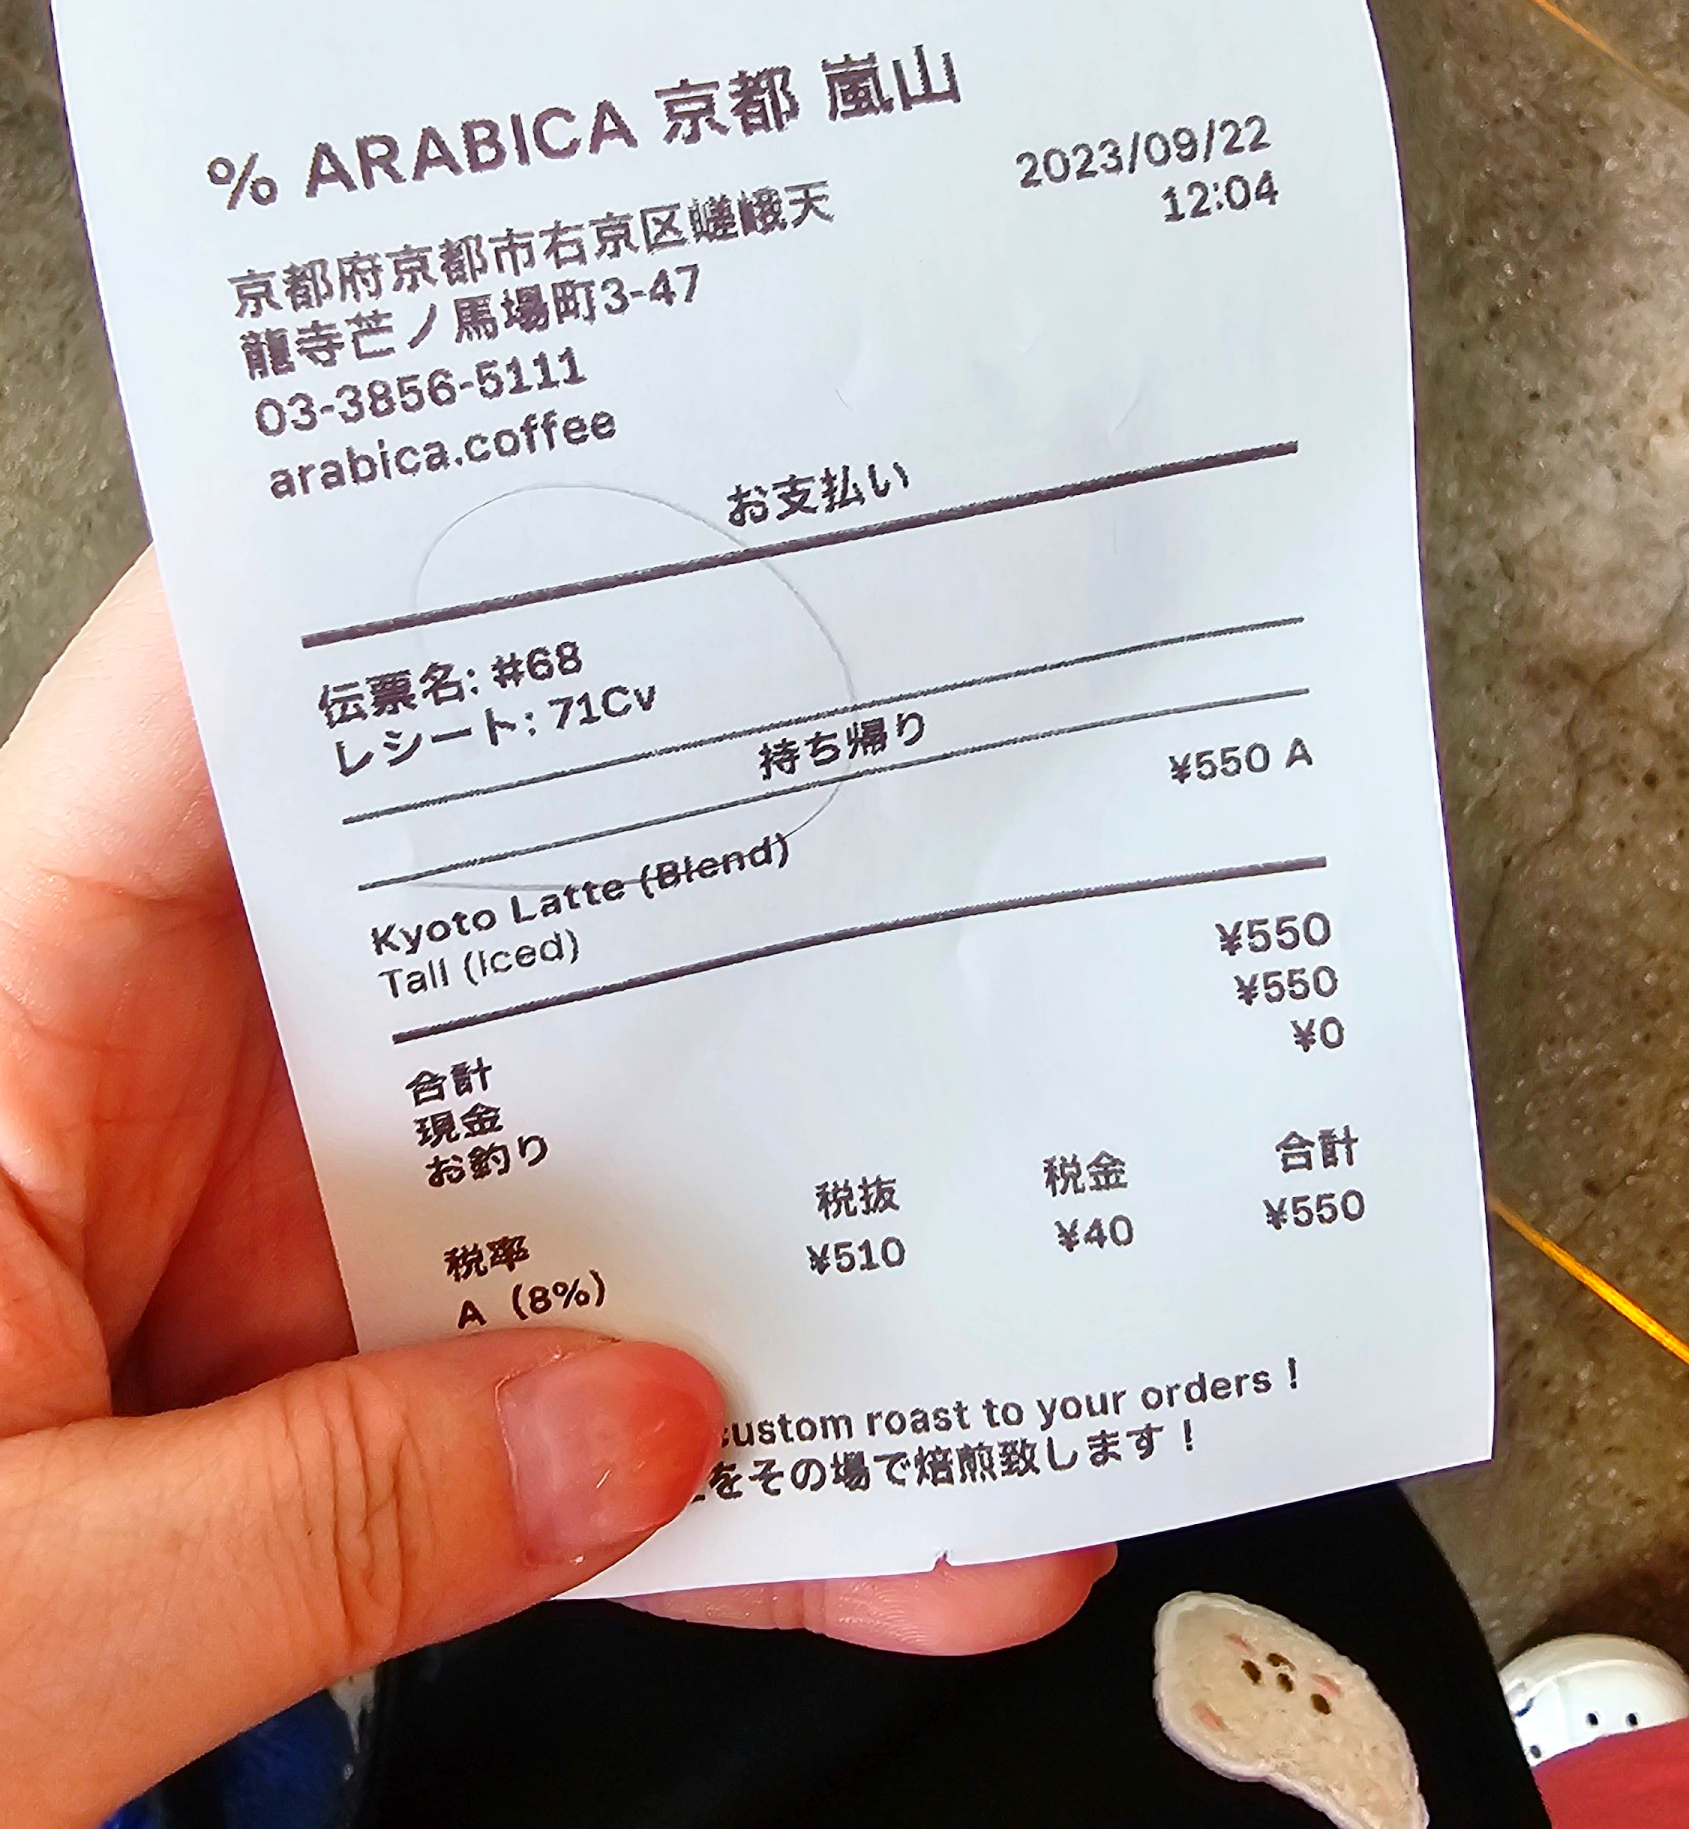 % ARABICA 京都 嵐山
2023/09/22
12:04
京都府京都市右京区嵯峨天
龍寺芒ノ馬場町3-47
03-3856-5111
arabica.coffee
お支払い
伝票名: #68
レシート: 71Cv
持ち帰り
Kyoto Latte (Blend) ¥550 A
Tall (Iced)
合計 ¥550
現金 ¥550
お釣り ¥0
税率 税抜 税金 合計
A (8%) ¥510 ¥40 ¥550
custom roast to your orders !
をその場で焙煎致します！